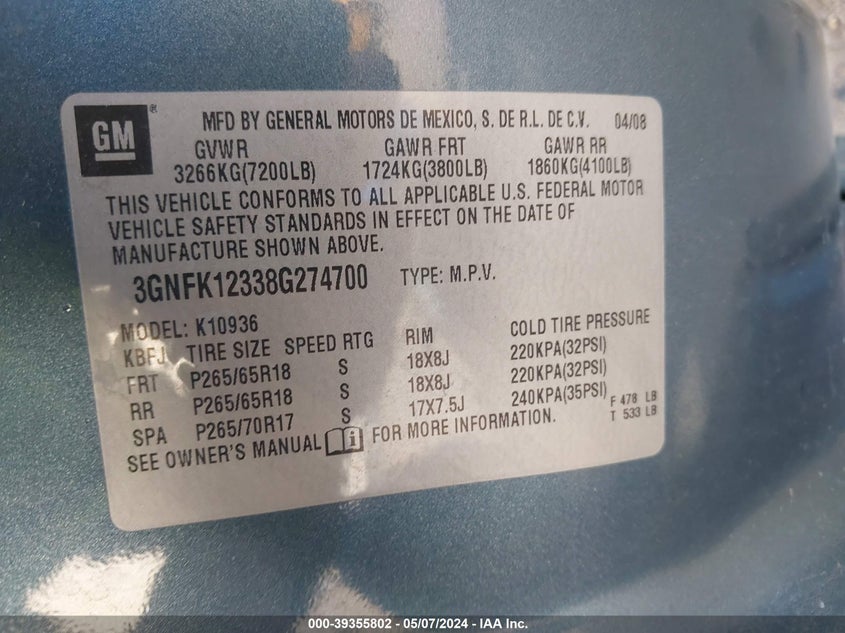 GM ® MFD BY GENERAL MOTORS DE MEXICO, S. DE R.L. DE C.V. 04/08
GVWR GAWR FRT GAWR RR
3266KG(7200LB) 1724KG(3800LB) 1860KG(4100LB)
THIS VEHICLE CONFORMS TO ALL APPLICABLE U.S. FEDERAL MOTOR
VEHICLE SAFETY STANDARDS IN EFFECT ON THE DATE OF
MANUFACTURE SHOWN ABOVE.
3GNFK12338G274700 TYPE: M.P.V.
MODEL: K10936
KBFJ TIRE SIZE SPEED RTG RIM COLD TIRE PRESSURE
FRT P265/65R18 S 18X8J 220KPA(32PSI)
RR P265/65R18 S 18X8J 220KPA(32PSI)
SPA P265/70R17 S 17X7.5J 240KPA(35PSI) F 478 LB
T 533 LB
SEE OWNER'S MANUAL FOR MORE INFORMATION.
000-39355802 - 05/07/2024 - IAA Inc.